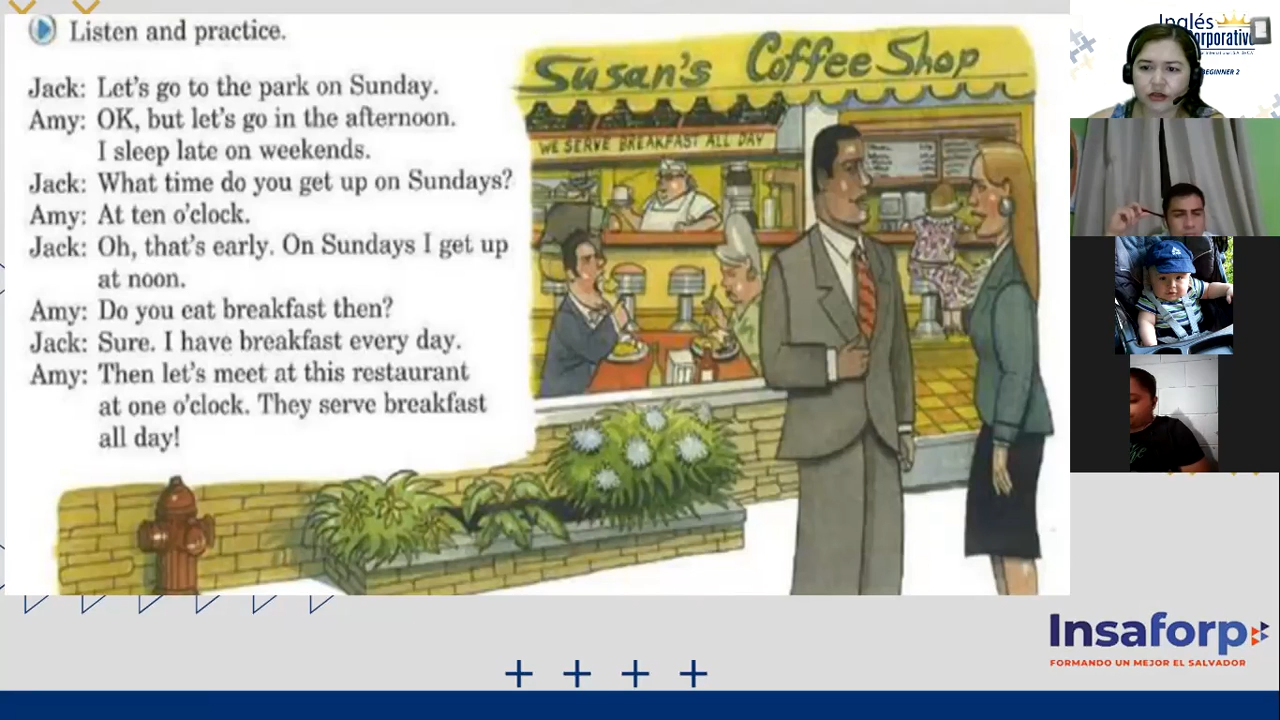 Listen and practice.
Jack: Let's go to the park on Sunday.
Amy: OK, but let's go in the afternoon.
I sleep late on weekends.
Jack: What time do you get up on Sundays?
Amy: At ten o'clock.
Jack: Oh, that's early. On Sundays I get up
at noon.
Amy: Do you eat breakfast then?
Jack: Sure. I have breakfast every day.
Amy: Then let's meet at this restaurant
at one o'clock. They serve breakfast
all day!
Susan's Coffee Shop
WE SERVE BREAKFAST ALL DAY
Inglés
Corporativo
BEGINNER 2
Insaforp
FORMANDO UN MEJOR EL SALVADOR